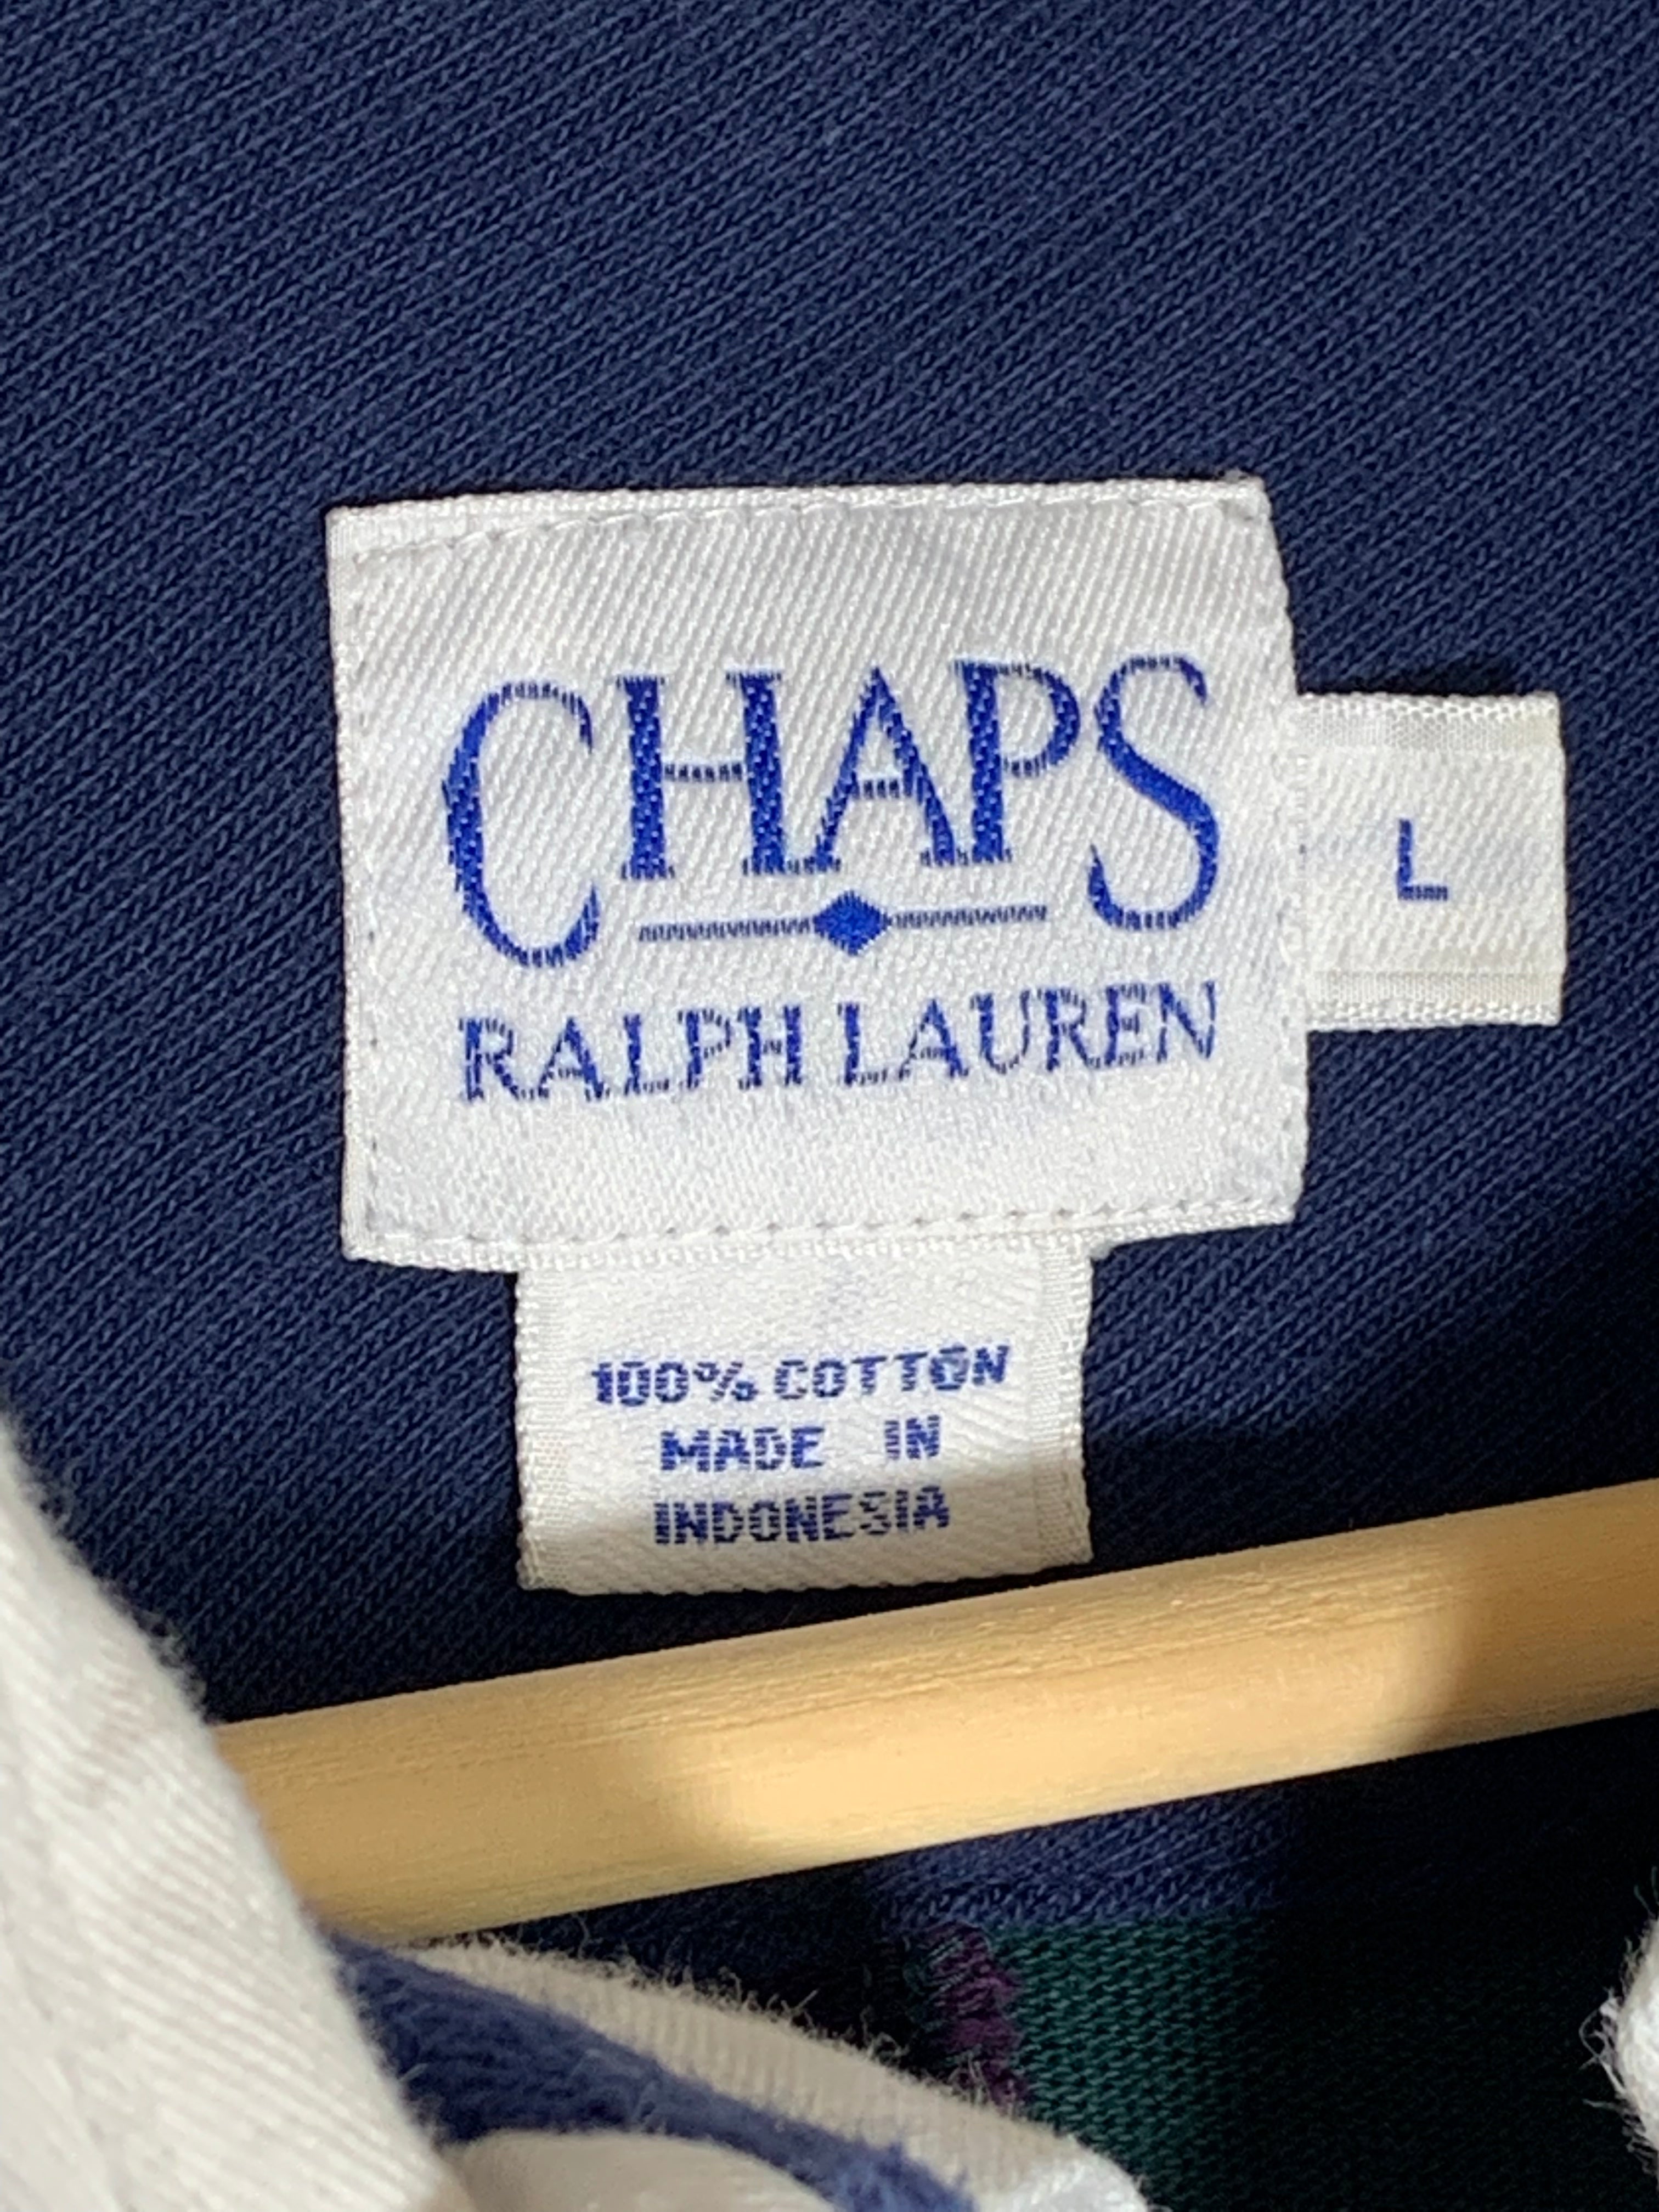 CHAPS
RALPH LAUREN
L
100% COTTON
MADE IN
INDONESIA